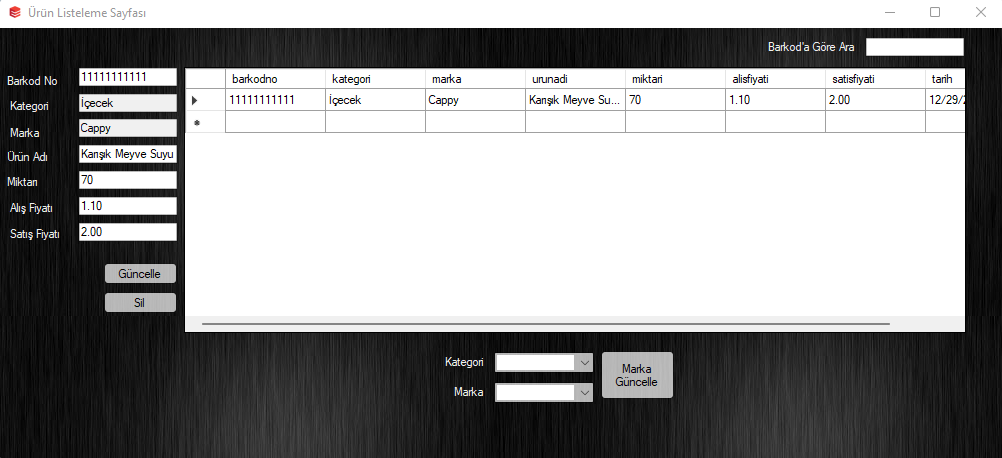 Ürün Listeleme Sayfası
Barkod'a Göre Ara
Barkod No 11111111111
Kategori İçecek
Marka Cappy
Ürün Adı Karışık Meyve Suyu
Miktarı 70
Alış Fiyatı 1.10
Satış Fiyatı 2.00
Güncelle
Sil
barkodno kategori marka urunadi miktari alisfiyati satisfiyati tarih
11111111111 İçecek Cappy Karışık Meyve Su... 70 1.10 2.00 12/29/
Kategori
Marka
Marka
Güncelle